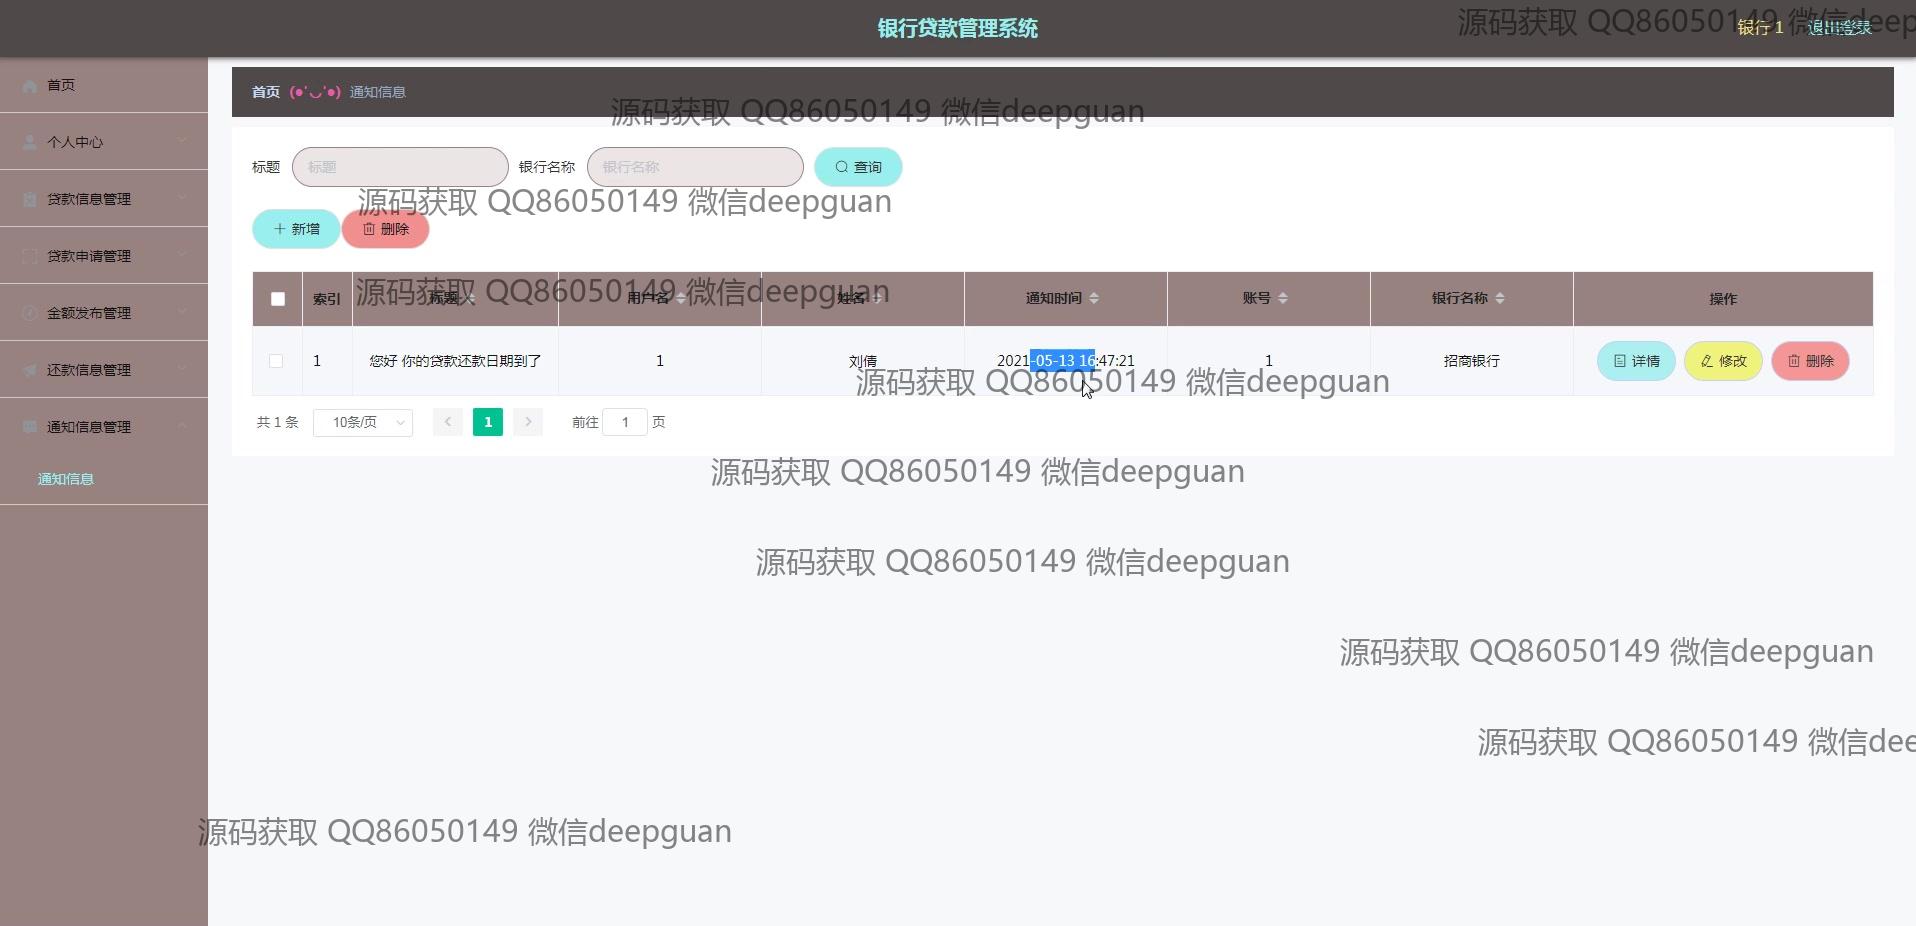 银行贷款管理系统
源码获取 QQ86050149 微信deep
银行 1 退出登录
首页
个人中心
贷款信息管理
贷款申请管理
金额发布管理
还款信息管理
通知信息管理
通知信息
首页 (●'◡'●) 通知信息
源码获取 QQ86050149 微信deepguan
标题 标题 银行名称 银行名称 查询
源码获取 QQ86050149 微信deepguan
新增 删除
源码获取 QQ86050149 微信deepguan
索引 标题 用户名 姓名 通知时间 账号 银行名称 操作
1 您好 你的贷款还款日期到了 1 刘倩 2021-05-13 16:47:21 1 招商银行 详情 修改 删除
源码获取 QQ86050149 微信deepguan
共 1 条 10条/页 1 前往 1 页
源码获取 QQ86050149 微信deepguan
源码获取 QQ86050149 微信deepguan
源码获取 QQ86050149 微信deepguan
源码获取 QQ86050149 微信dee
源码获取 QQ86050149 微信deepguan